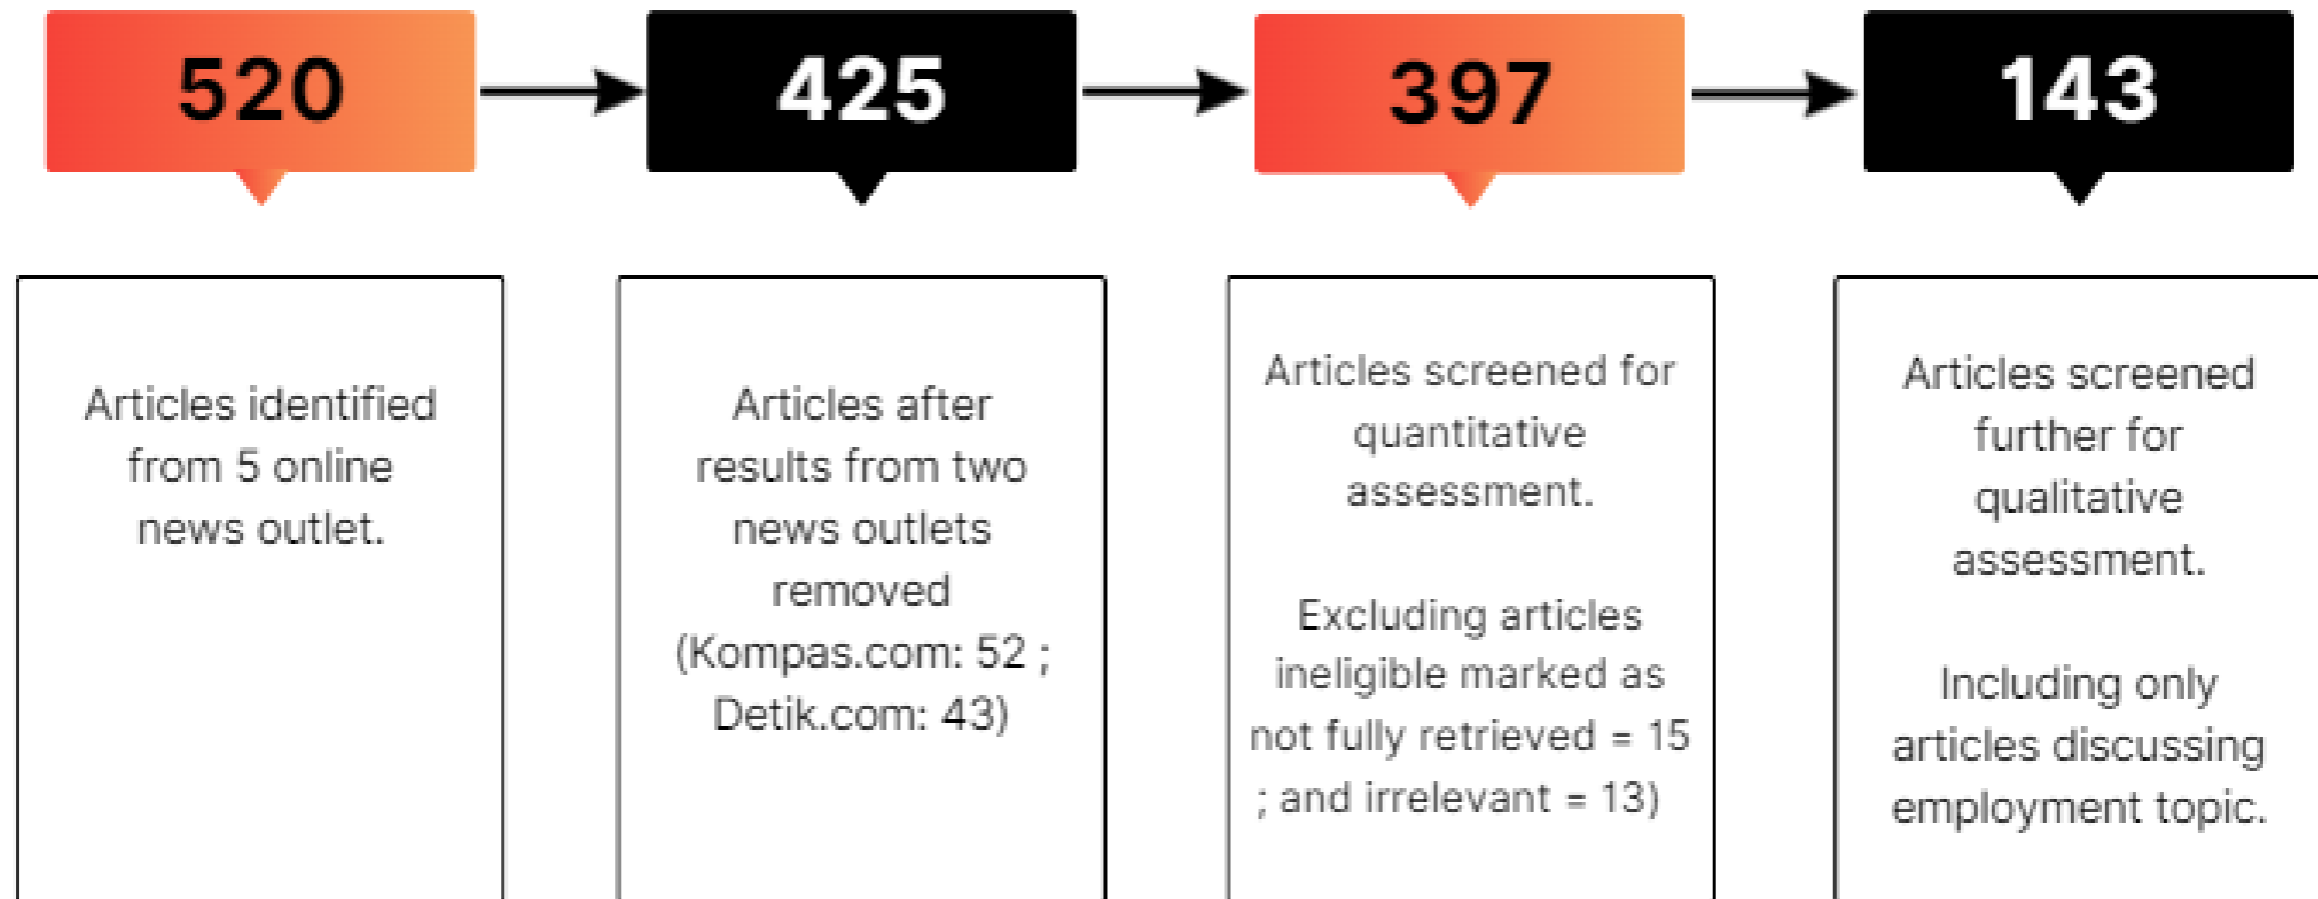 520
425
397
143
Articles identified
from 5 online
news outlet.
Articles after
results from two
news outlets
removed
(Kompas.com: 52 ;
Detik.com: 43)
Articles screened for
quantitative
assessment.
Excluding articles
ineligible marked as
not fully retrieved = 15
; and irrelevant = 13)
Articles screened
further for
qualitative
assessment.
Including only
articles discussing
employment topic.